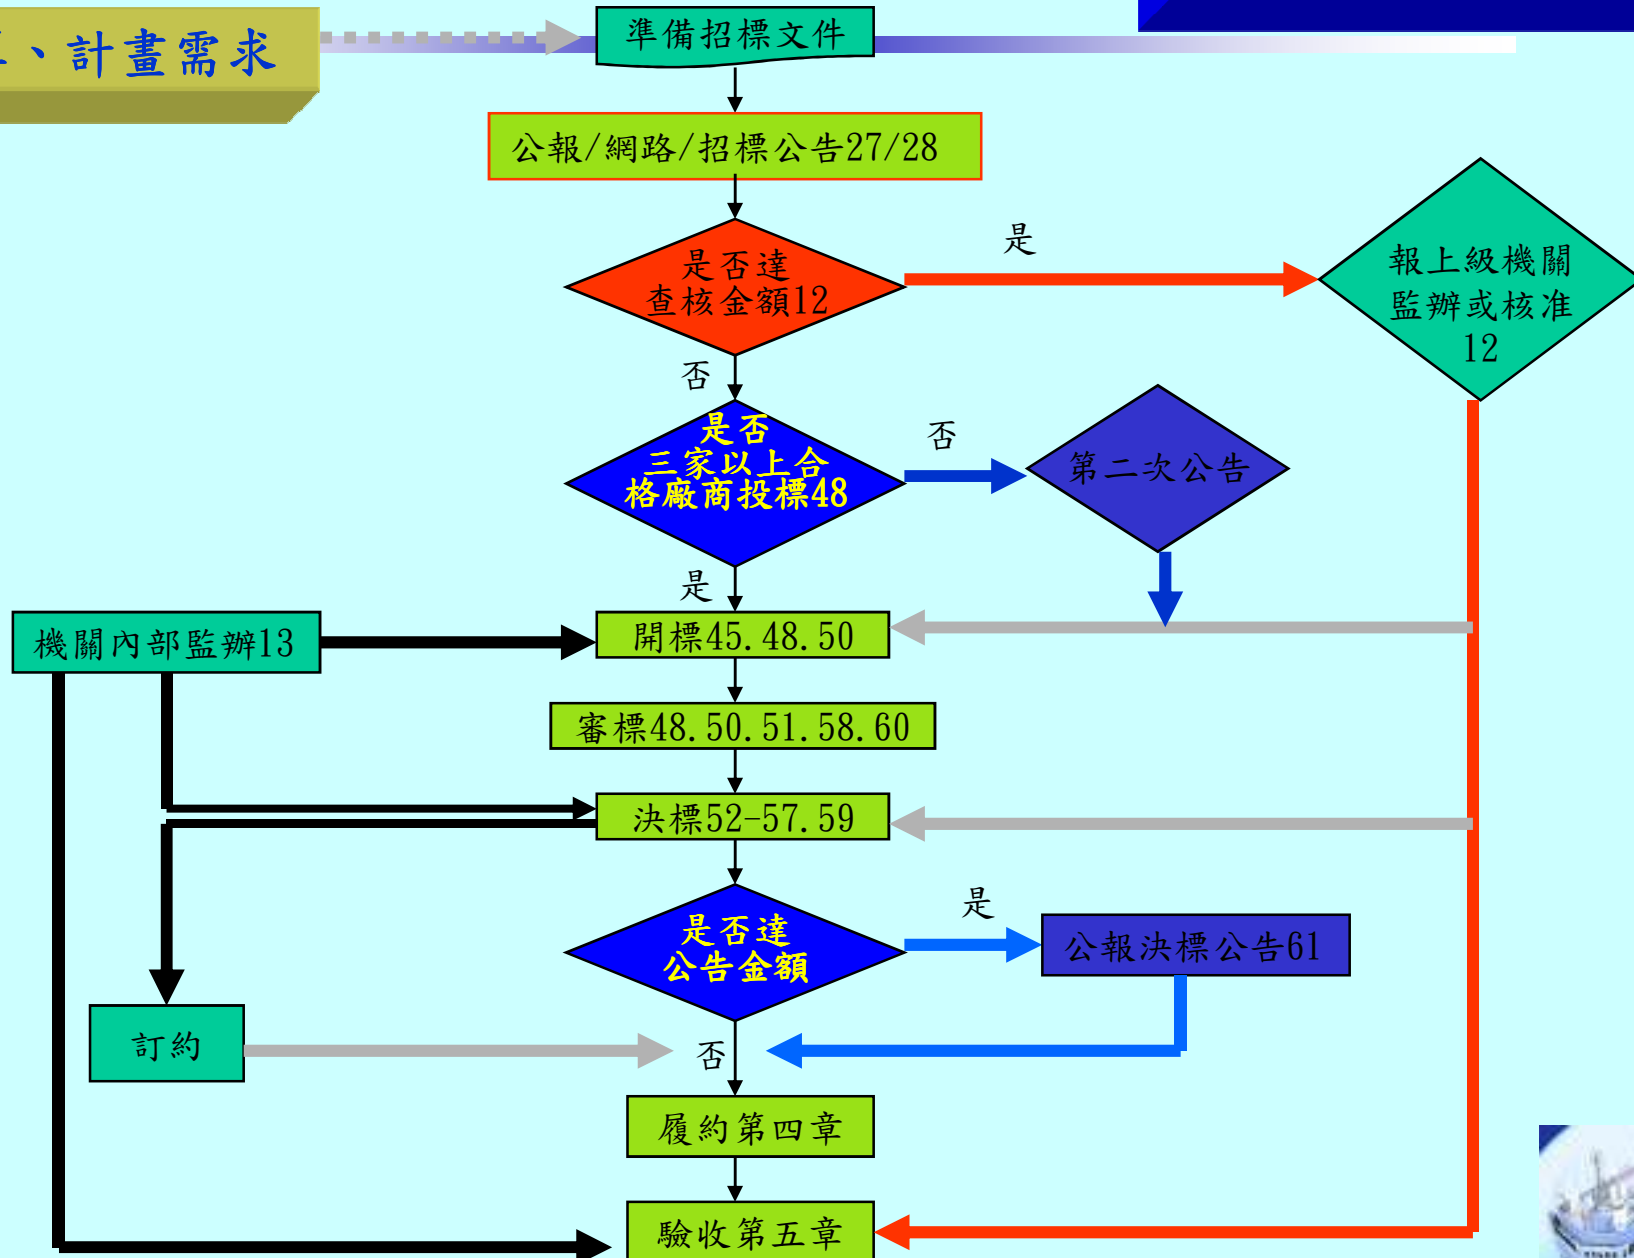 、計畫需求
準備招標文件
公報/網路/招標公告27/28
是否達
查核金額12
是
報上級機關
監辦或核准
12
否
是否
三家以上合
格廠商投標48
否
第二次公告
是
機關內部監辦13
開標45.48.50
審標48.50.51.58.60
決標52-57.59
是否達
公告金額
是
公報決標公告61
訂約
否
履約第四章
驗收第五章